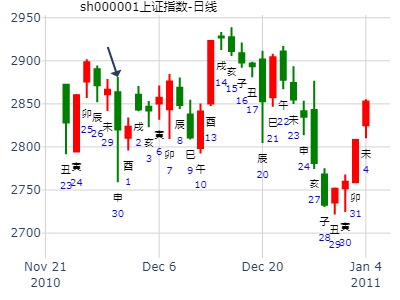 sh000001上证指数-日线
2950
2900
2850
2800
2750
2700
丑
23
寅
24
卯
25
辰
26
未
29
申
30
酉
1
戌
2
亥
3
寅
6
卯
7
辰
8
巳
9
午
10
酉
13
戌
14
亥
15
子
16
丑
17
辰
20
巳
21
午
22
未
23
申
24
亥
27
子
28
丑
29
寅
30
卯
31
未
4
Nov 21
2010
Dec 6
Dec 20
Jan 4
2011